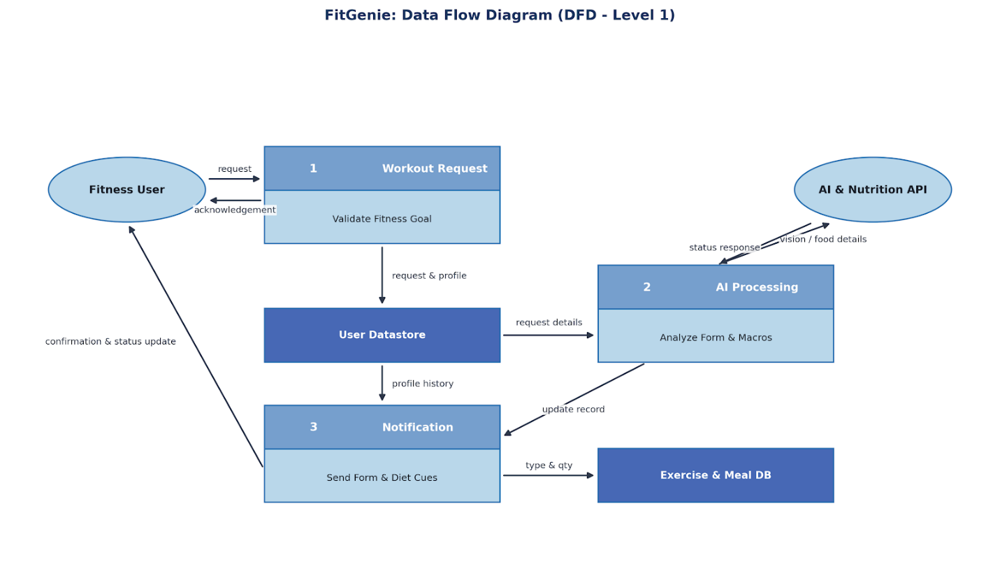 FitGenie: Data Flow Diagram (DFD - Level 1)
Fitness User
request
acknowledgement
1 Workout Request
Validate Fitness Goal
AI & Nutrition API
status response
vision / food details
request & profile
2 AI Processing
Analyze Form & Macros
User Datastore
request details
confirmation & status update
profile history
update record
3 Notification
Send Form & Diet Cues
type & qty
Exercise & Meal DB